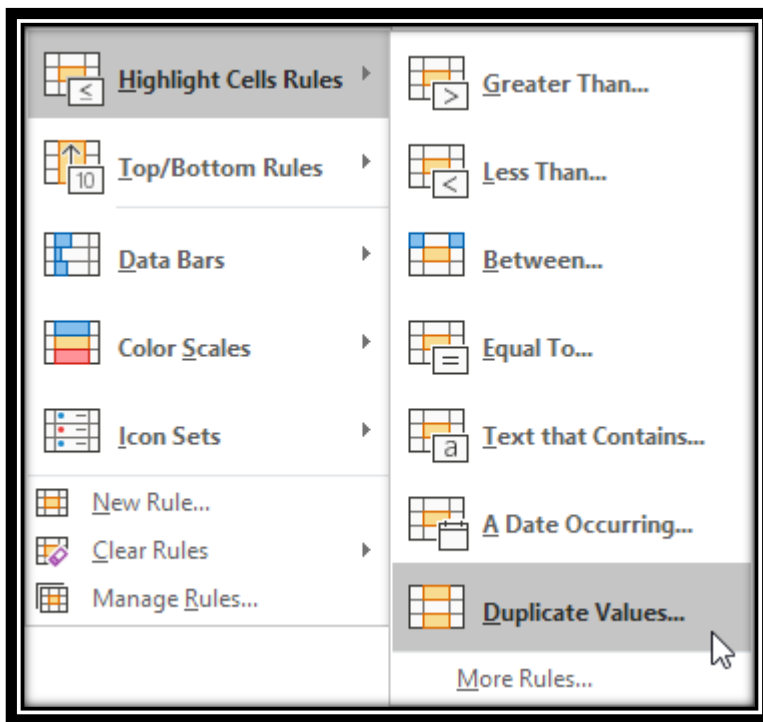 Highlight Cells Rules
Top/Bottom Rules
10
Data Bars
Color Scales
Icon Sets
New Rule...
Clear Rules
Manage Rules...
Greater Than...
>
Less Than...
<
Between...
Equal To...
=
Text that Contains...
a
A Date Occurring...
Duplicate Values...
More Rules...